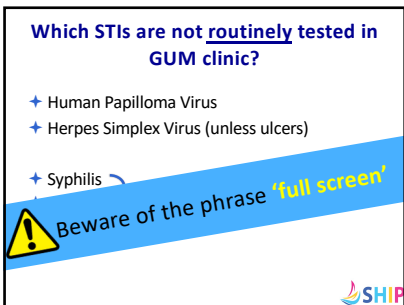 Which STIs are not routinely tested in
GUM clinic?
Human Papilloma Virus
Herpes Simplex Virus (unless ulcers)
Syphilis
Beware of the phrase 'full screen'
SHIP